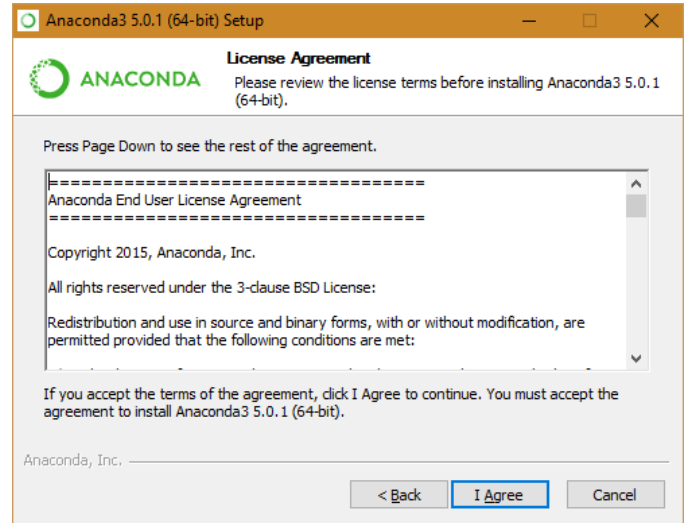 Anaconda3 5.0.1 (64-bit) Setup
ANACONDA
License Agreement
Please review the license terms before installing Anaconda3 5.0.1
(64-bit).
Press Page Down to see the rest of the agreement.
===================================
Anaconda End User License Agreement
===================================
Copyright 2015, Anaconda, Inc.
All rights reserved under the 3-clause BSD License:
Redistribution and use in source and binary forms, with or without modification, are
permitted provided that the following conditions are met:
If you accept the terms of the agreement, click I Agree to continue. You must accept the
agreement to install Anaconda3 5.0.1 (64-bit).
Anaconda, Inc.
< Back
I Agree
Cancel